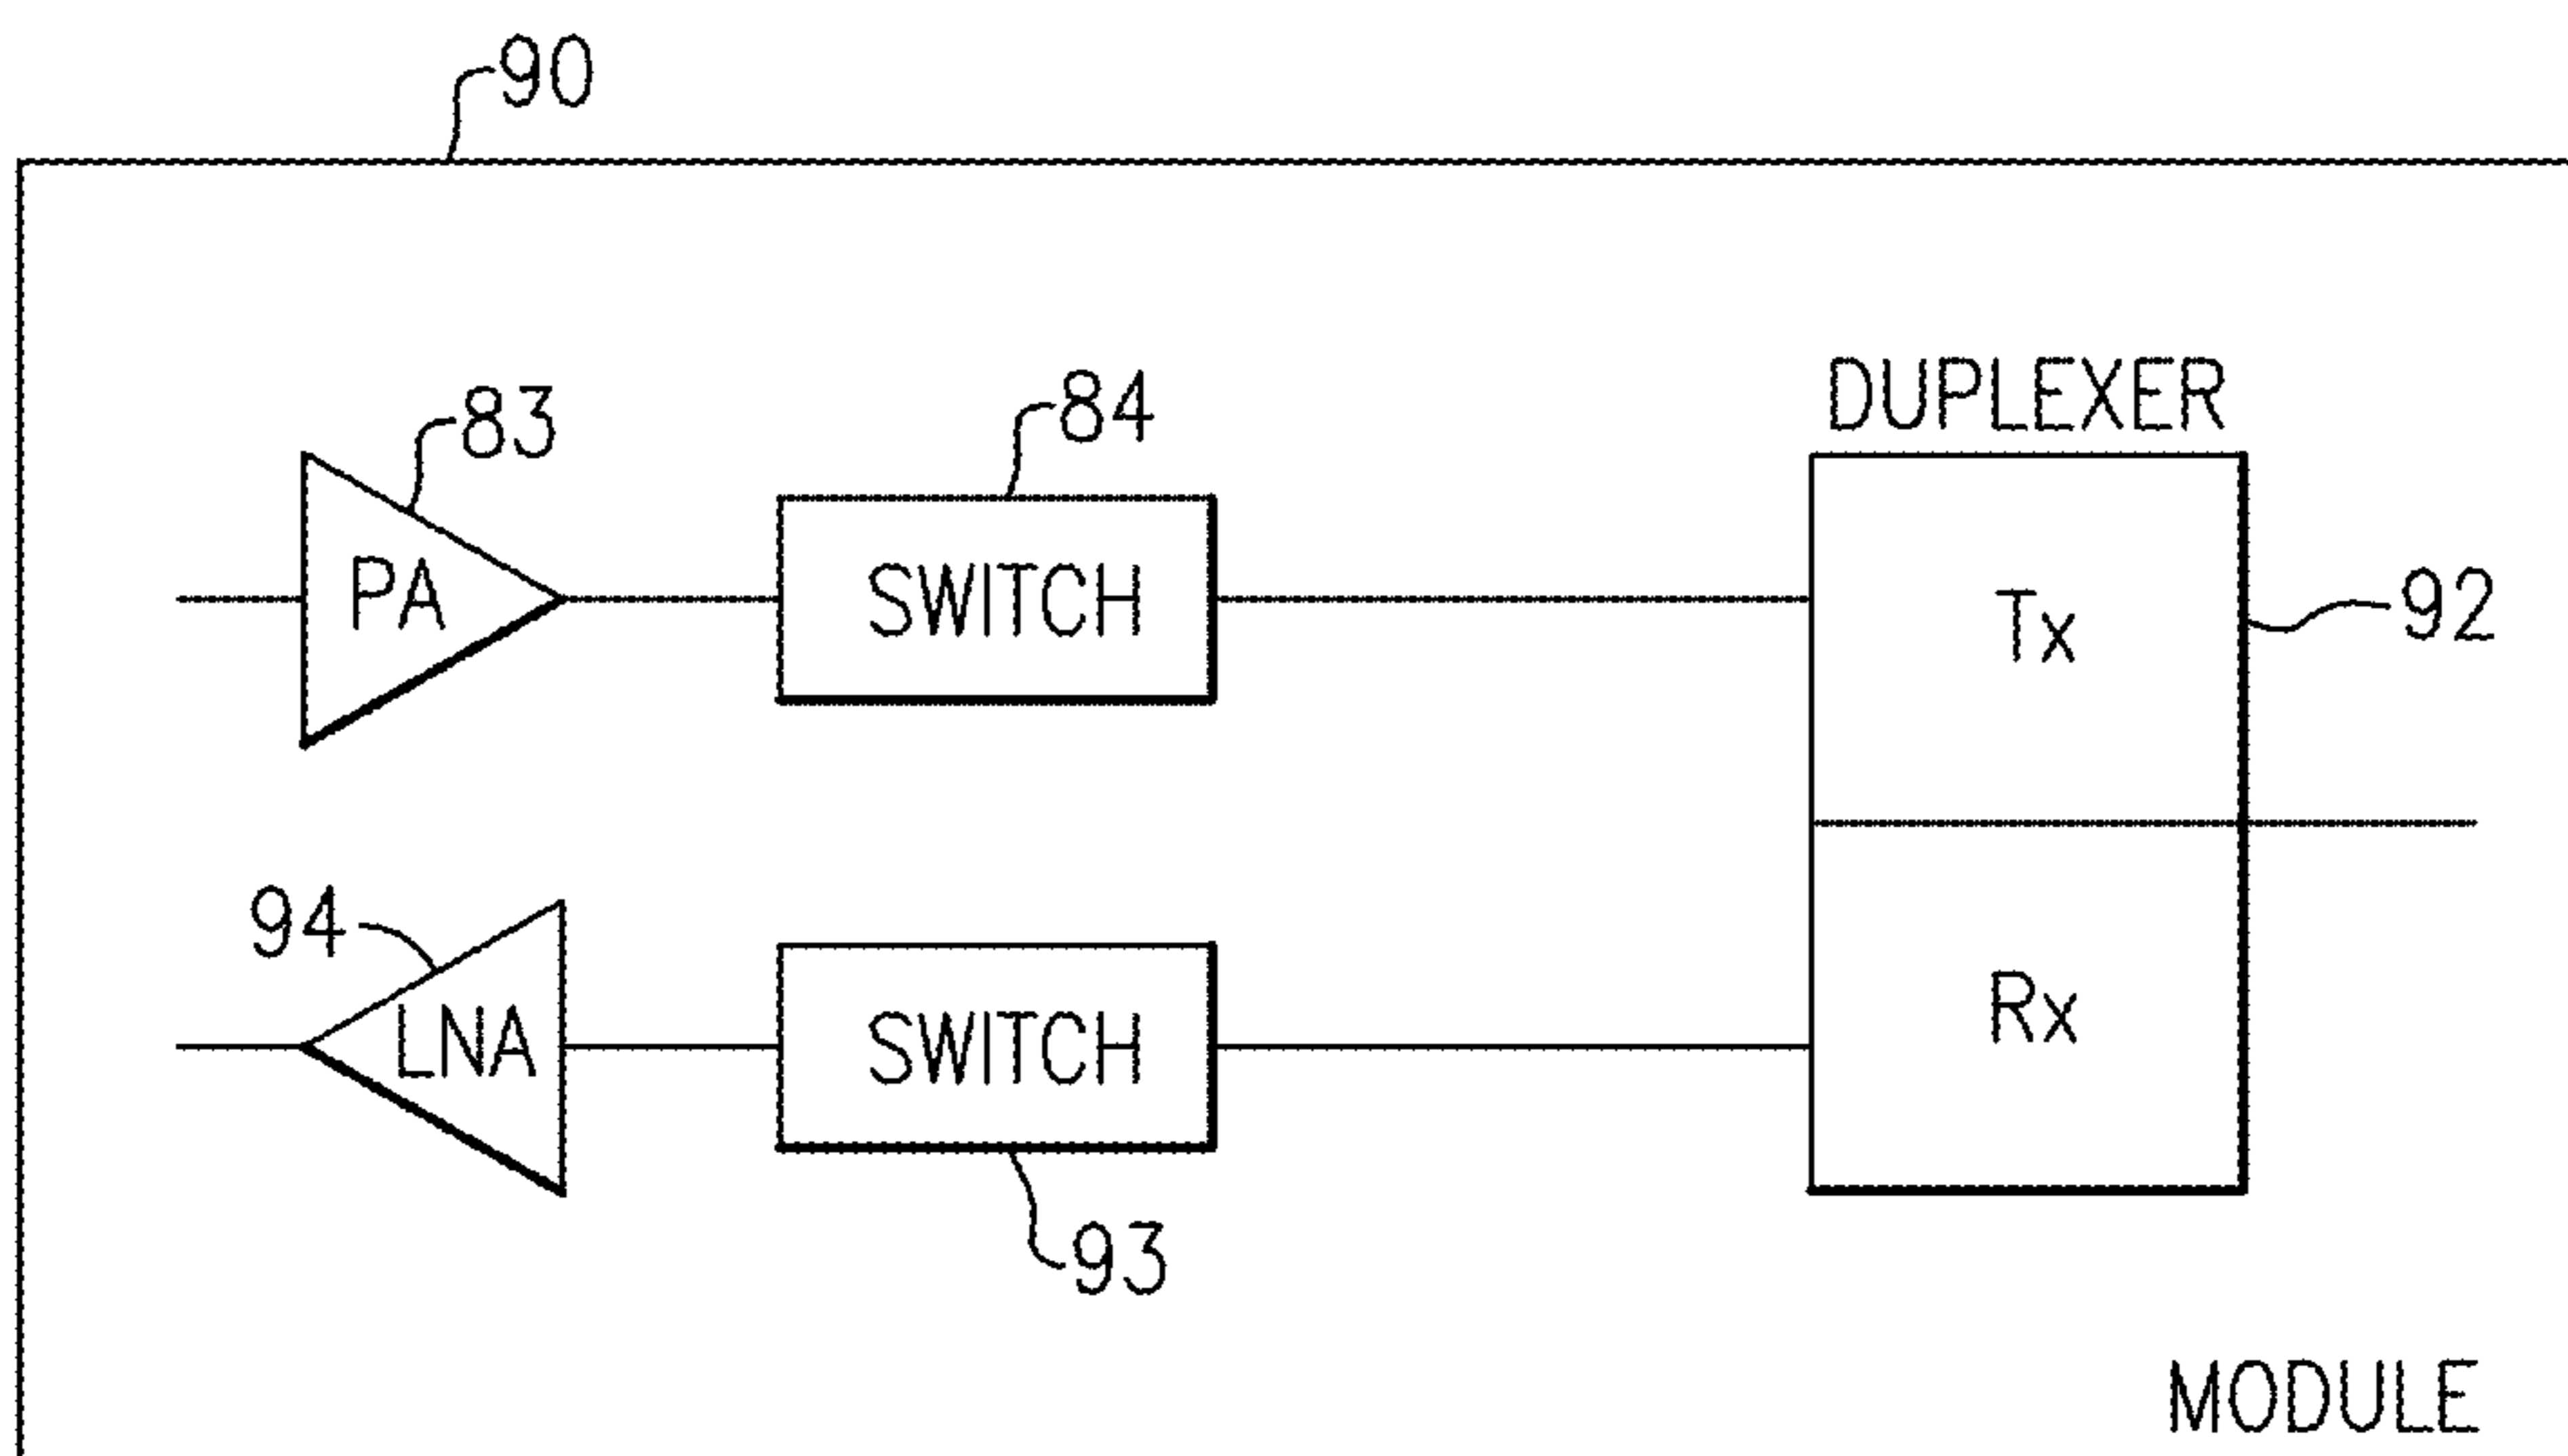 90
83
84
DUPLEXER
PA
SWITCH
Tx
92
94
LNA
SWITCH
Rx
93
MODULE